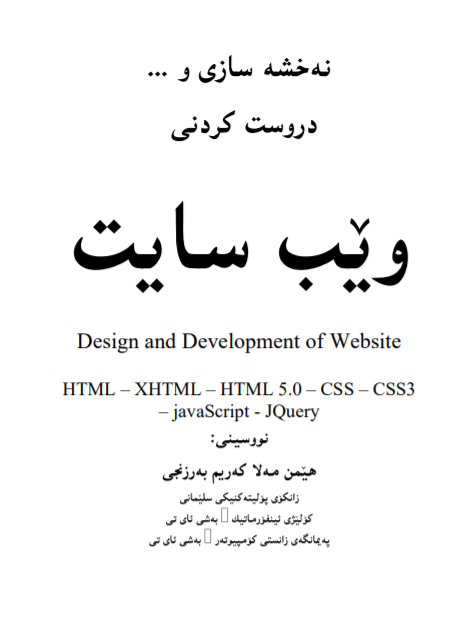 نەخشە سازی و ...
دروست کردنی
وێب سایت
Design and Development of Website
HTML – XHTML – HTML 5.0 – CSS – CSS3
– javaScript - JQuery
نووسینی:
هێمن مەلا کەریم بەرزنجی
زانکۆی پۆلیتەکنیکی سلێمانی
کۆلێژی ئینفۆرماتیك  بەشی ئای تی
پەیمانگەی زانستی کۆمپیوتەر  بەشی ئای تی